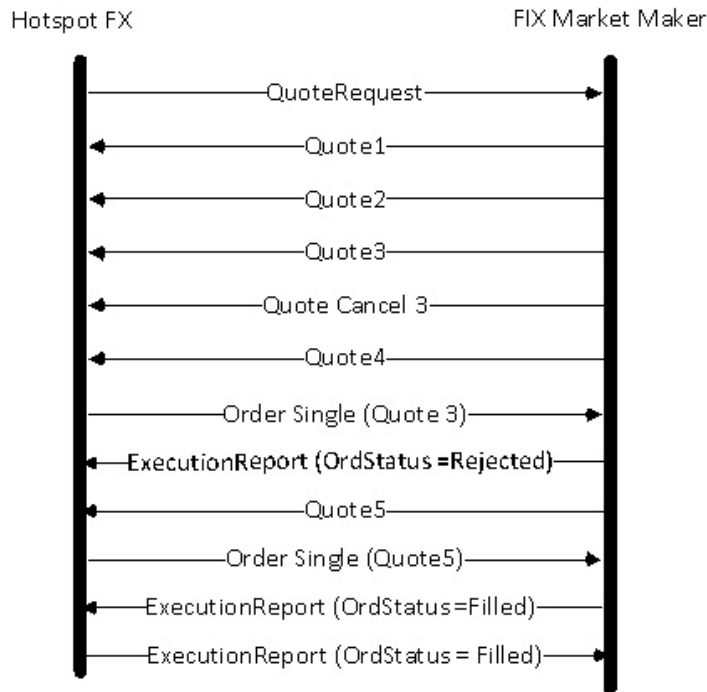 Hotspot FX
FIX Market Maker
QuoteRequest
Quote1
Quote2
Quote3
Quote Cancel 3
Quote4
Order Single (Quote 3)
ExecutionReport (OrdStatus =Rejected)
Quote5
Order Single (Quote5)
ExecutionReport (OrdStatus =Filled)
ExecutionReport (OrdStatus = Filled)